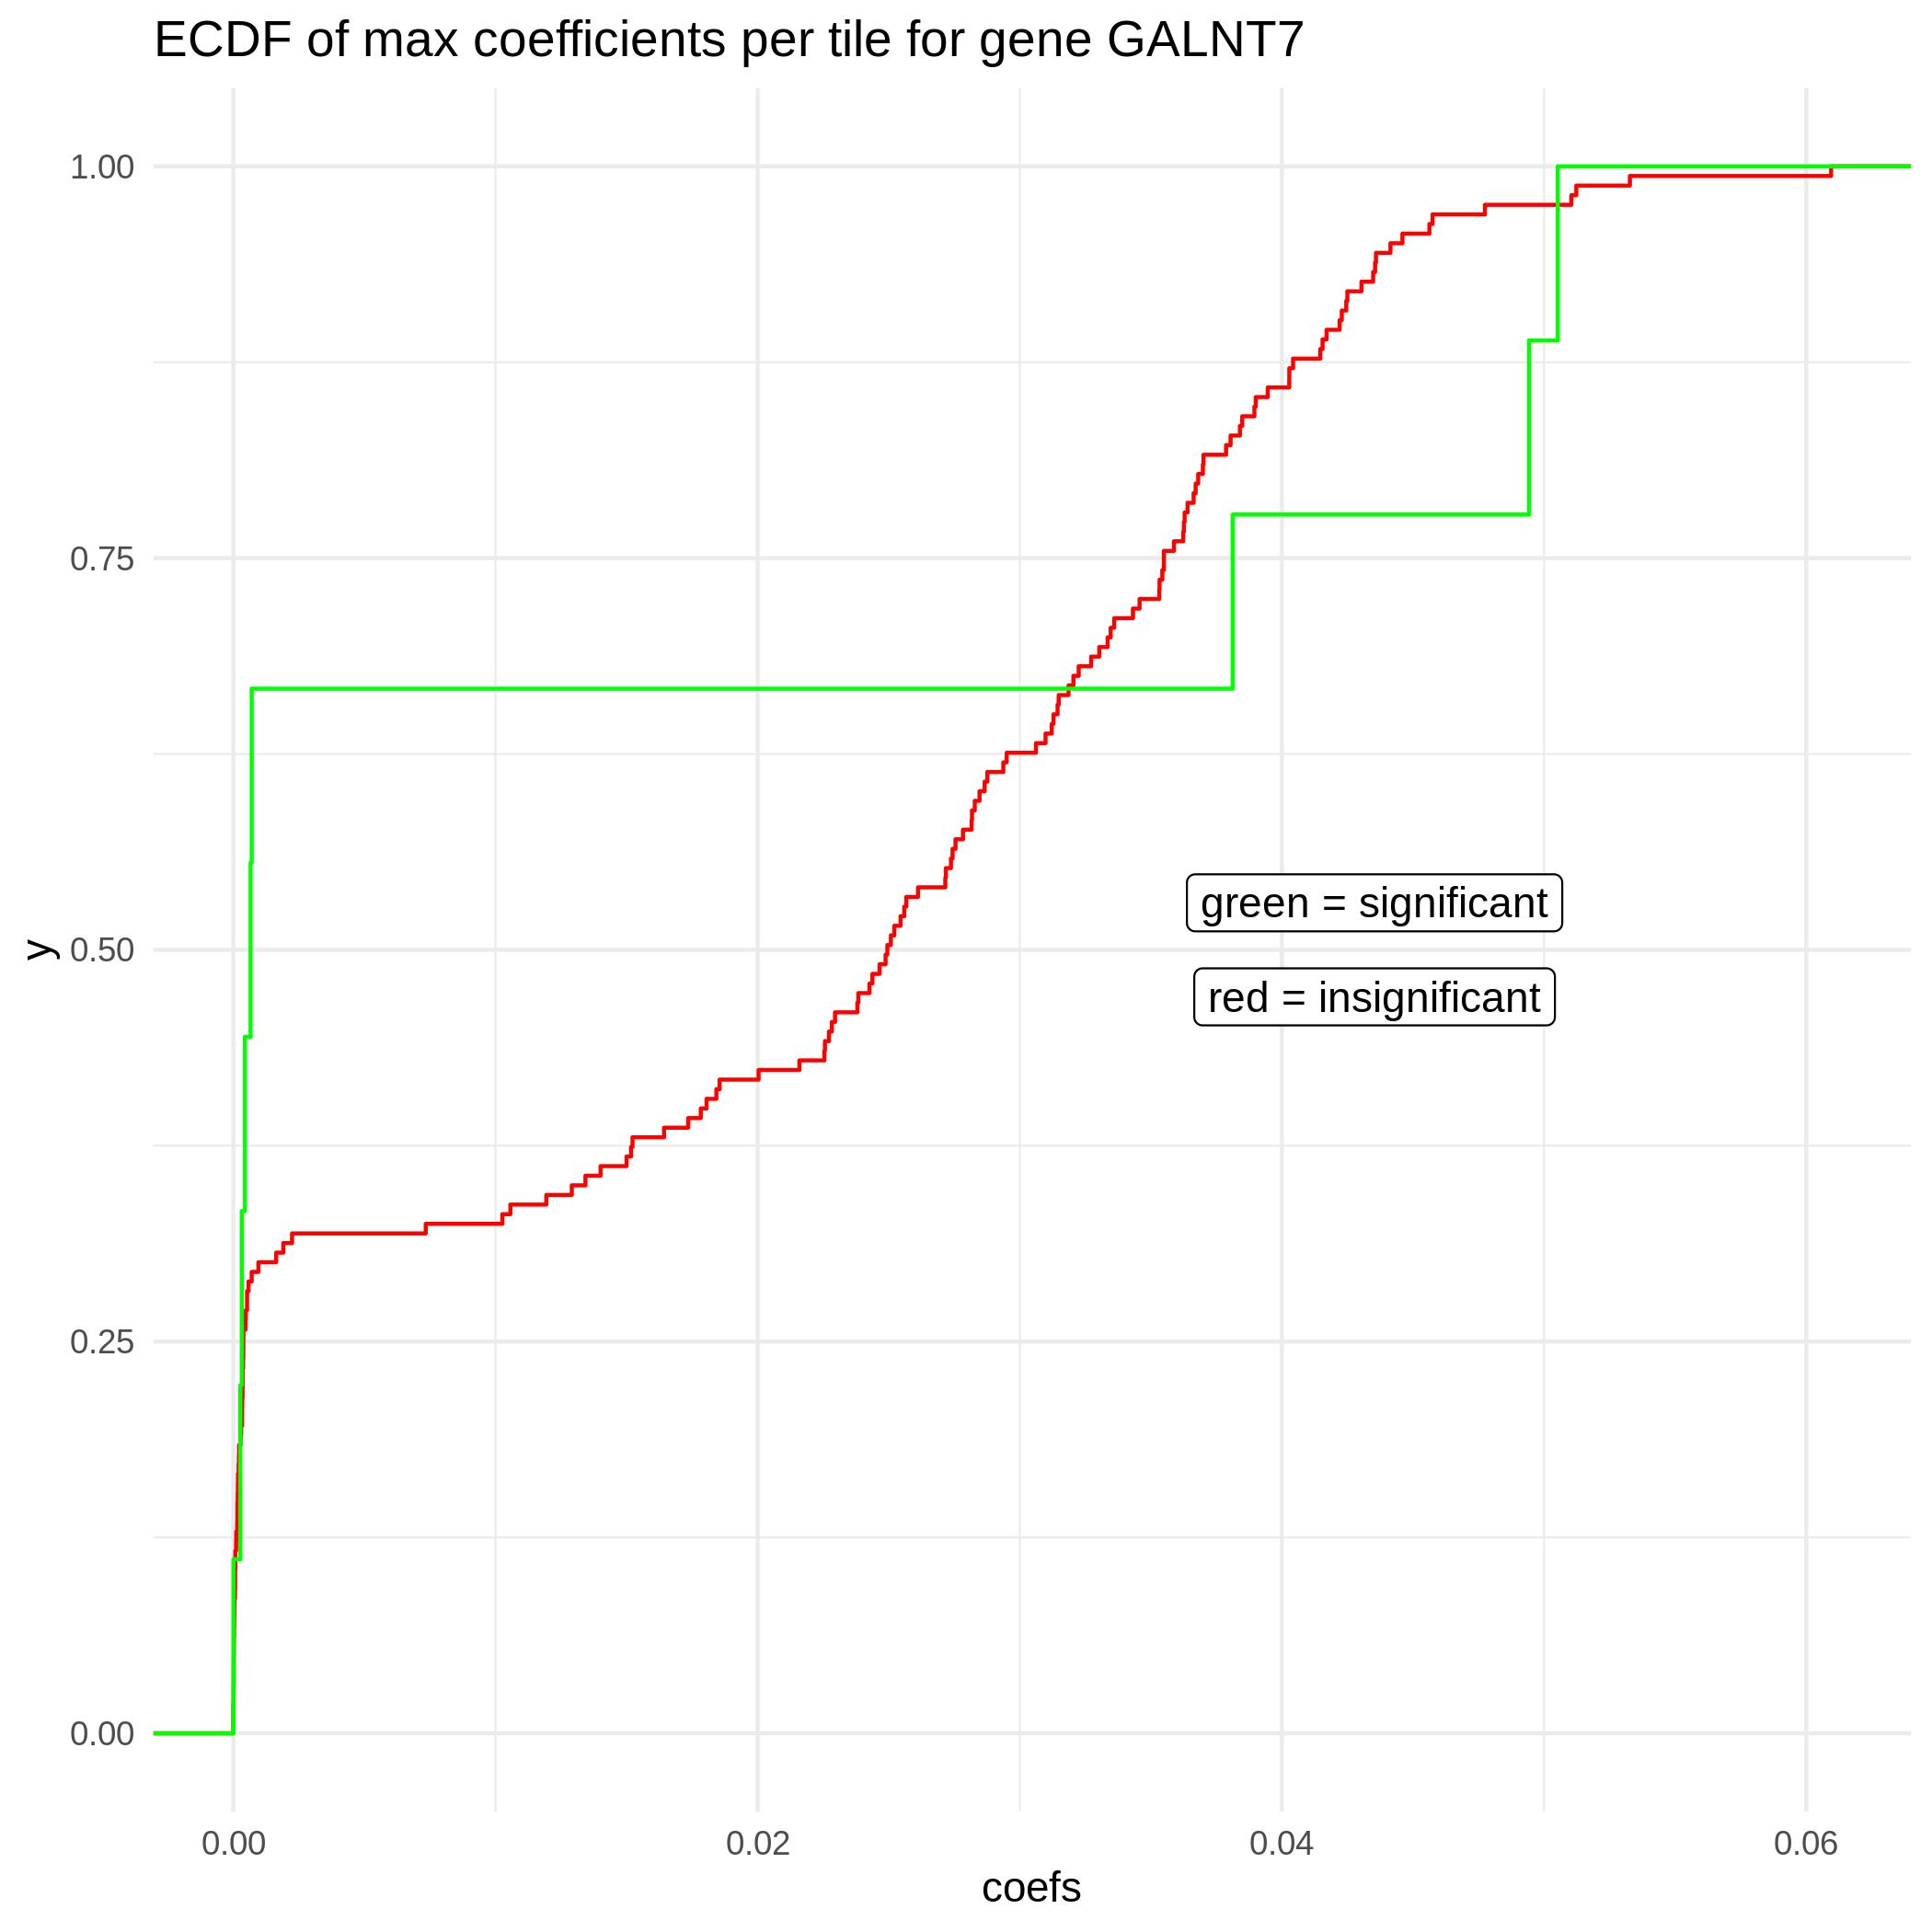 ECDF of max coefficients per tile for gene GALNT7
1.00
0.75
0.50
0.25
0.00
y
green = significant
red = insignificant
0.00 0.02 0.04 0.06
coefs